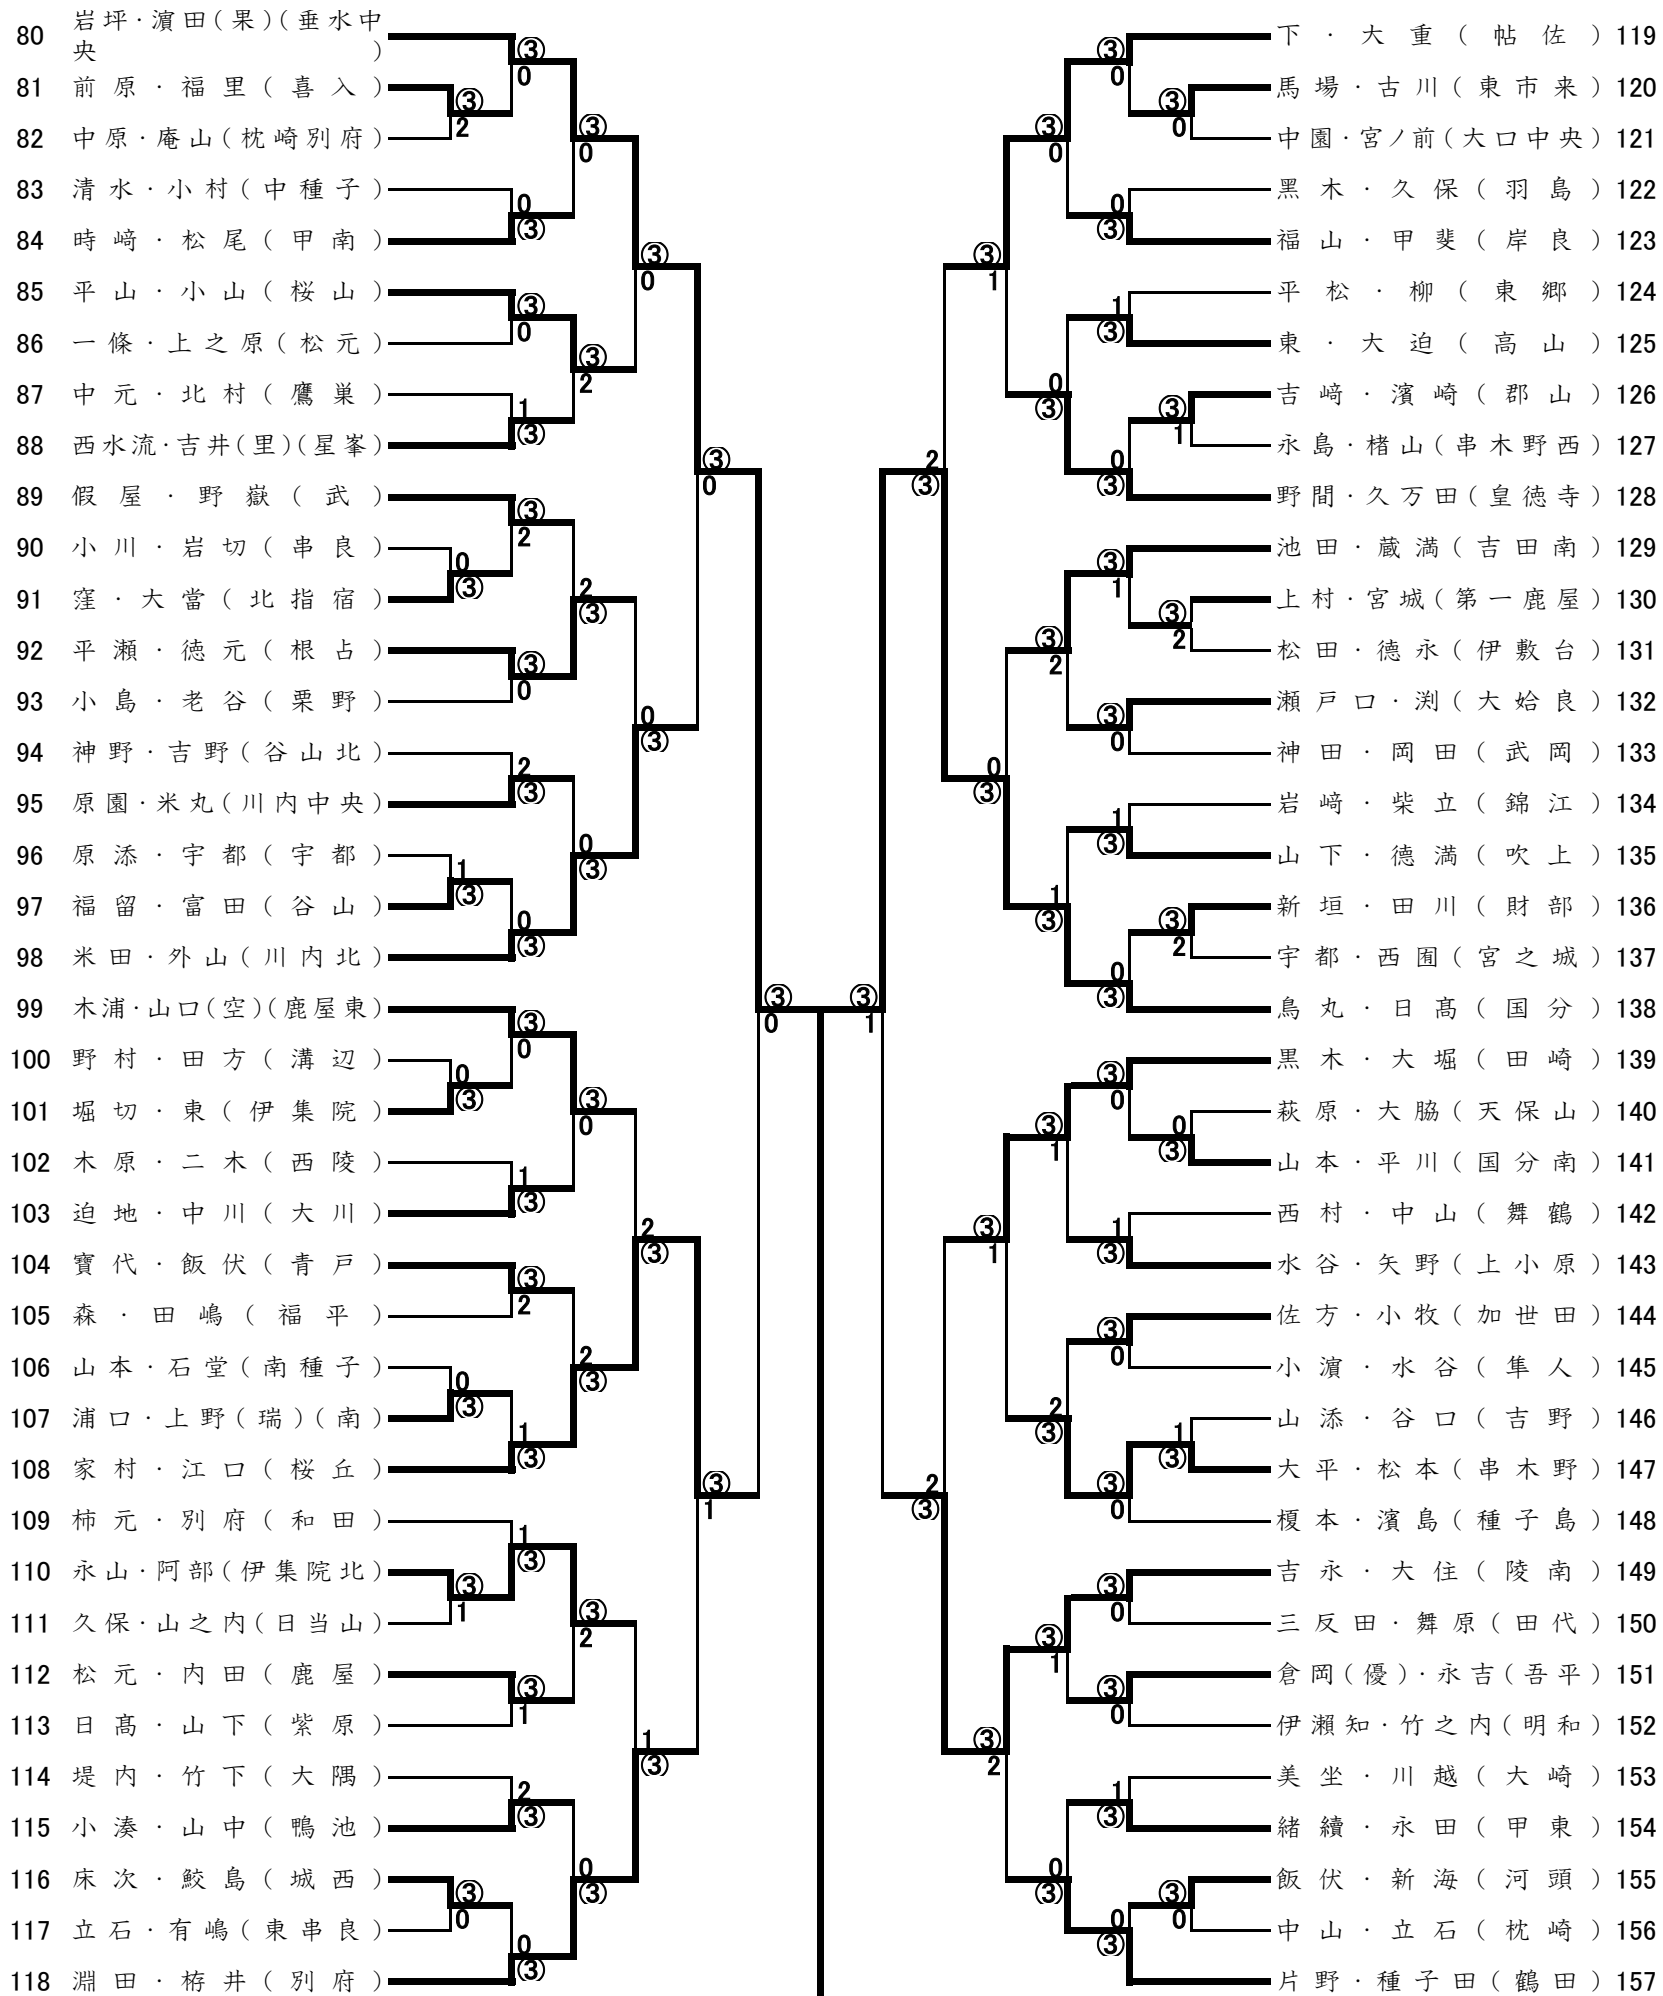 80 岩坪・濵田(果)(垂水中央)
81 前原・福里(喜入)
82 中原・庵山(枕崎別府)
83 清水・小村(中種子)
84 時﨑・松尾(甲南)
85 平山・小山(桜山)
86 一條・上之原(松元)
87 中元・北村(鷹巣)
88 西水流・吉井(里)(星峯)
89 假屋・野嶽(武)
90 小川・岩切(串良)
91 窪・大當(北指宿)
92 平瀬・徳元(根占)
93 小島・老谷(栗野)
94 神野・吉野(谷山北)
95 原園・米丸(川内中央)
96 原添・宇都(宇都)
97 福留・富田(谷山)
98 米田・外山(川内北)
99 木浦・山口(空)(鹿屋東)
100 野村・田方(溝辺)
101 堀切・東(伊集院)
102 木原・二木(西陵)
103 迫地・中川(大川)
104 寶代・飯伏(青戸)
105 森・田嶋(福平)
106 山本・石堂(南種子)
107 浦口・上野(瑞)(南)
108 家村・江口(桜丘)
109 柿元・別府(和田)
110 永山・阿部(伊集院北)
111 久保・山之内(日当山)
112 松元・内田(鹿屋)
113 日髙・山下(紫原)
114 堤内・竹下(大隅)
115 小湊・山中(鴨池)
116 床次・鮫島(城西)
117 立石・有嶋(東串良)
118 淵田・栫井(別府)
下・大重(帖佐) 119
馬場・古川(東市来) 120
中園・宮ノ前(大口中央) 121
黒木・久保(羽島) 122
福山・甲斐(岸良) 123
平松・柳(東郷) 124
東・大迫(高山) 125
吉﨑・濱崎(郡山) 126
永島・楮山(串木野西) 127
野間・久万田(皇徳寺) 128
池田・蔵満(吉田南) 129
上村・宮城(第一鹿屋) 130
松田・德永(伊敷台) 131
瀬戸口・渕(大姶良) 132
神田・岡田(武岡) 133
岩﨑・柴立(錦江) 134
山下・德満(吹上) 135
新垣・田川(財部) 136
宇都・西囿(宮之城) 137
鳥丸・日髙(国分) 138
黒木・大堀(田崎) 139
萩原・大脇(天保山) 140
山本・平川(国分南) 141
西村・中山(舞鶴) 142
水谷・矢野(上小原) 143
佐方・小牧(加世田) 144
小濵・水谷(隼人) 145
山添・谷口(吉野) 146
大平・松本(串木野) 147
榎本・濱島(種子島) 148
吉永・大住(陵南) 149
三反田・舞原(田代) 150
倉岡(優)・永吉(吾平) 151
伊瀬知・竹之内(明和) 152
美坐・川越(大崎) 153
緒續・永田(甲東) 154
飯伏・新海(河頭) 155
中山・立石(枕崎) 156
片野・種子田(鶴田) 157